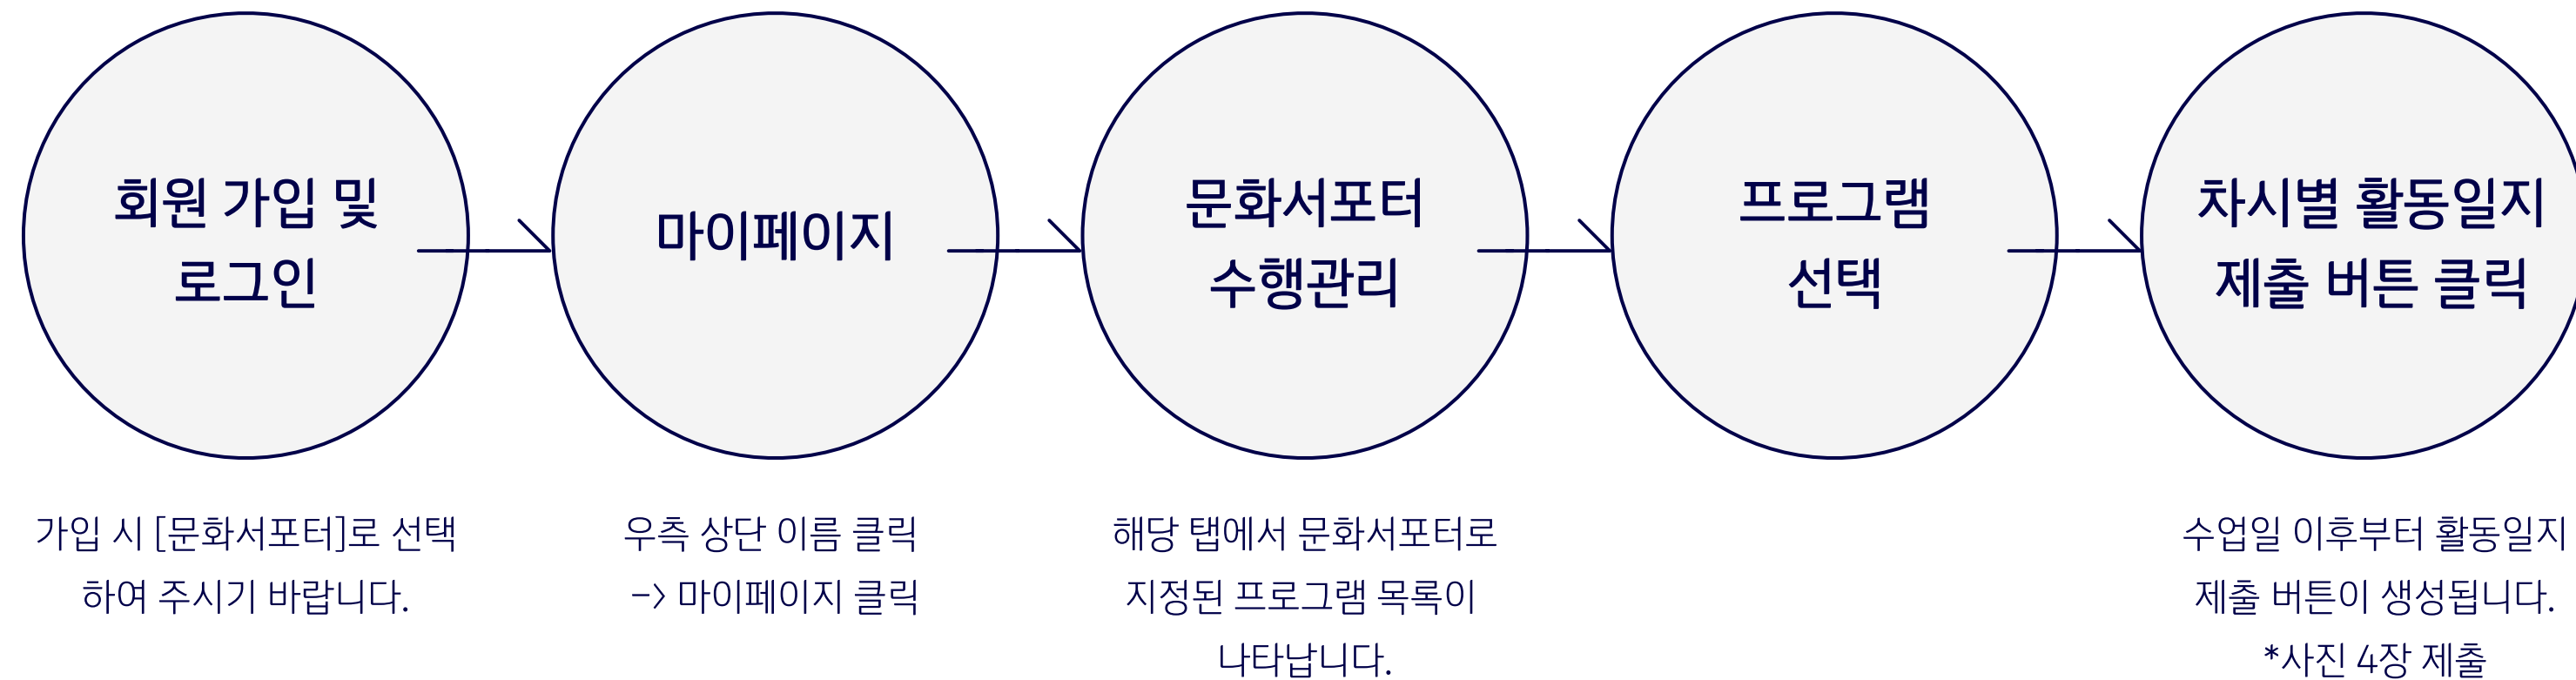 회원 가입 및
로그인
마이페이지
문화서포터
수행관리
프로그램
선택
차시별 활동일지
제출 버튼 클릭
가입 시 [문화서포터]로 선택
하여 주시기 바랍니다.
우측 상단 이름 클릭
-> 마이페이지 클릭
해당 탭에서 문화서포터로
지정된 프로그램 목록이
나타납니다.
수업일 이후부터 활동일지
제출 버튼이 생성됩니다.
*사진 4장 제출